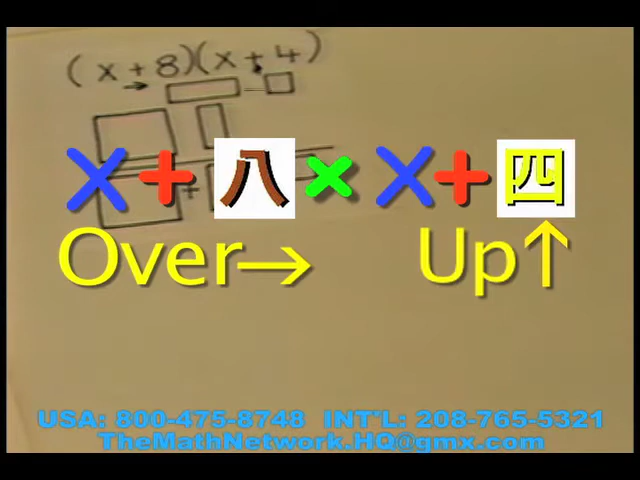 (x+8)(x+4)
x + 八 × x + 四
Over→ Up↑
USA: 800-475-8748 INT'L: 208-765-5321
TheMathNetwork.HQ@gmx.com